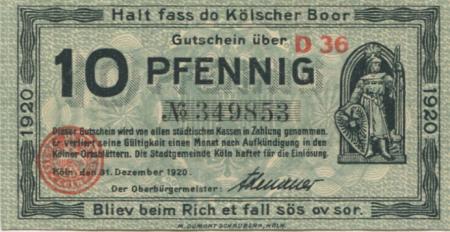 Halt fass do Kölscher Boor
Gutschein über
D 36
10 PFENNIG
1920
1920
№ 349853
Dieser Gutschein wird von allen städtischen Kassen in Zahlung genommen.
Er verliert seine Gültigkeit einen Monat nach Aufkündigung in den
Kölner Ortsblättern. Die Stadtgemeinde Köln haftet für die Einlösung.
Köln, den 31. Dezember 1920.
Der Oberbürgermeister:
Bliev beim Rich et fall sös ov sor.
M. DUMONT SCHAUBERG, KÖLN.